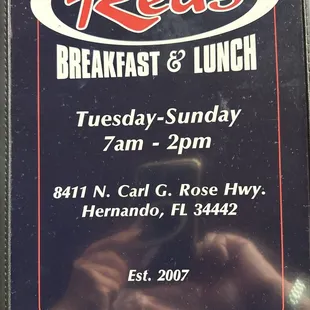 Reds
BREAKFAST & LUNCH
Tuesday-Sunday
7am - 2pm
8411 N. Carl G. Rose Hwy.
Hernando, FL 34442
Est. 2007